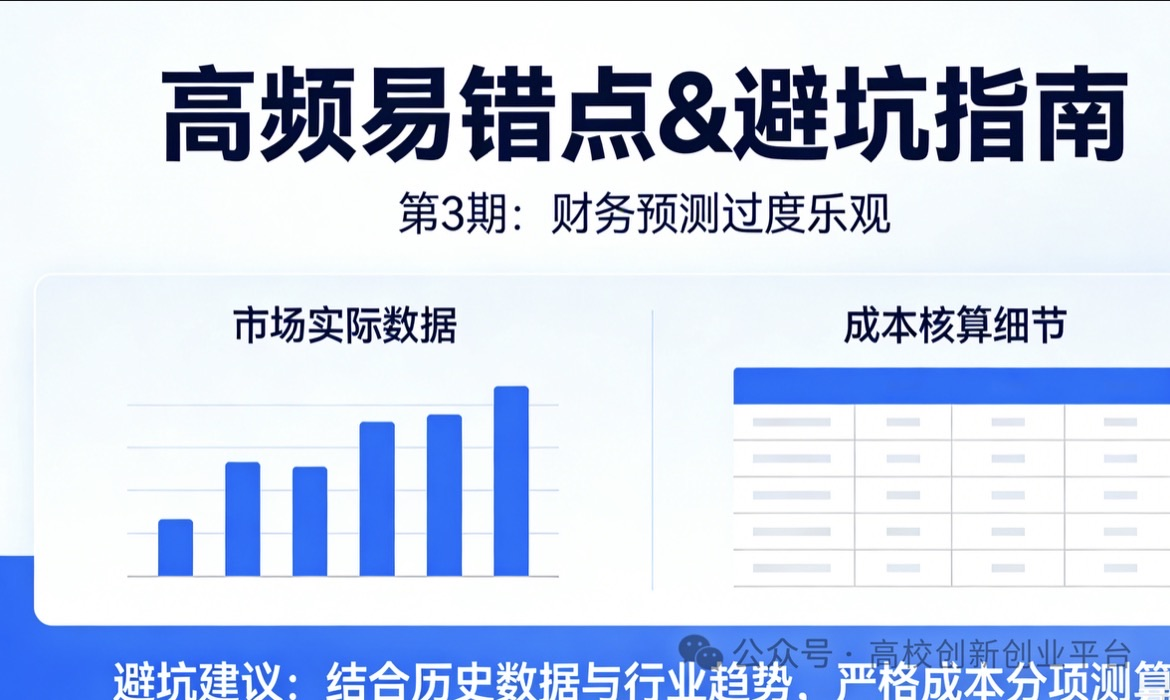 高频易错点&避坑指南
第3期：财务预测过度乐观
市场实际数据
成本核算细节
公众号·高校创新创业平台
避坑建议：结合历史数据与行业趋势，严格成本分项测算